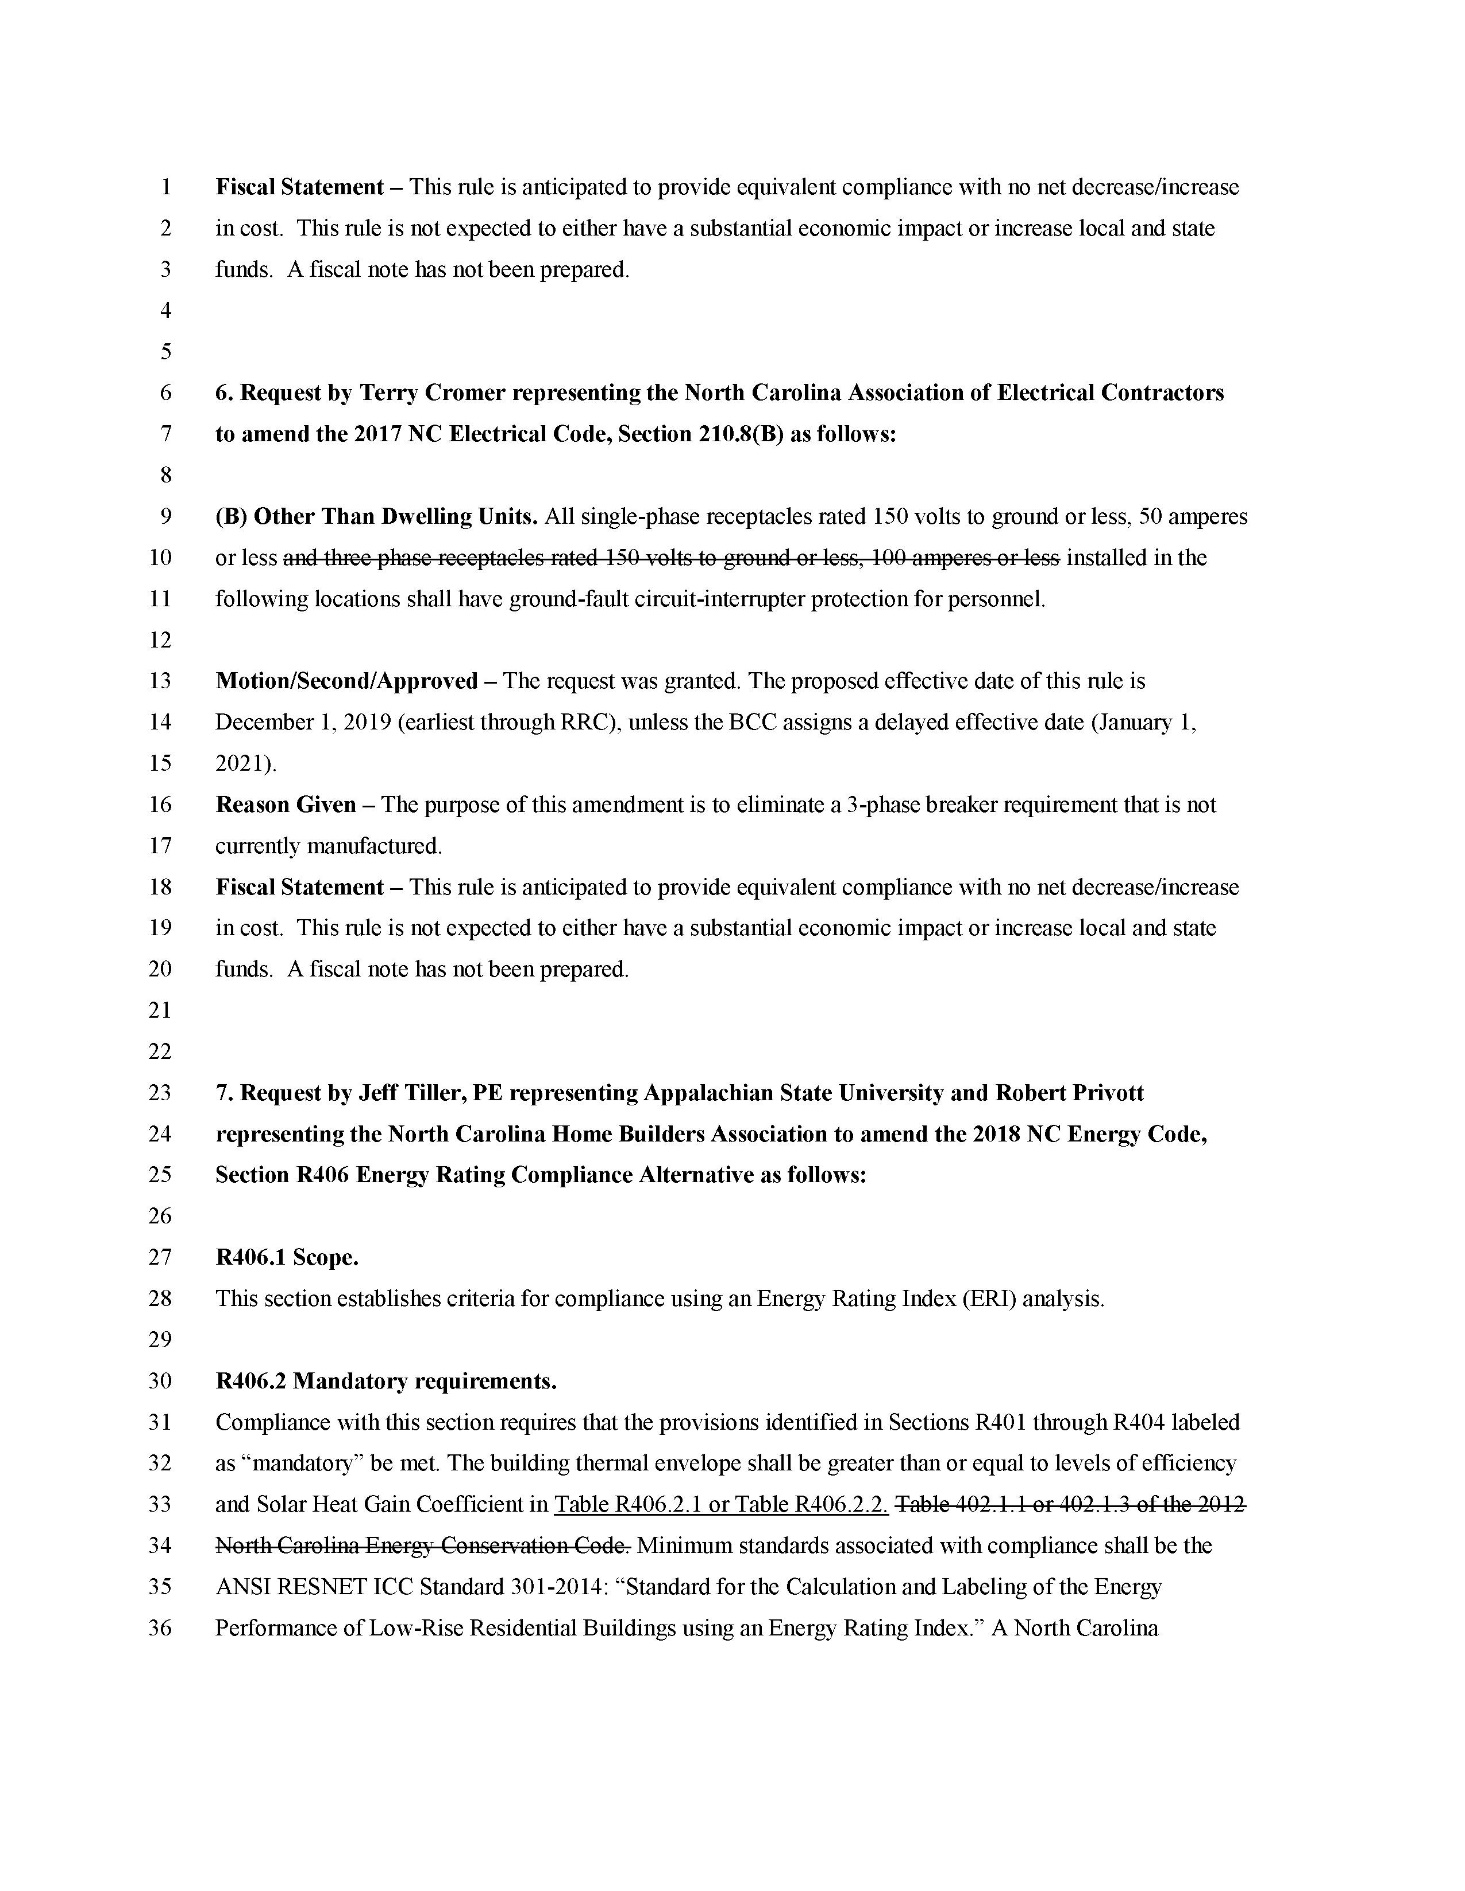 1 Fiscal Statement – This rule is anticipated to provide equivalent compliance with no net decrease/increase
2 in cost.  This rule is not expected to either have a substantial economic impact or increase local and state
3 funds.  A fiscal note has not been prepared.
4
5
6 6. Request by Terry Cromer representing the North Carolina Association of Electrical Contractors
7 to amend the 2017 NC Electrical Code, Section 210.8(B) as follows:
8
9 (B) Other Than Dwelling Units. All single-phase receptacles rated 150 volts to ground or less, 50 amperes
10 or less and three phase receptacles rated 150 volts to ground or less, 100 amperes or less installed in the
11 following locations shall have ground-fault circuit-interrupter protection for personnel.
12
13 Motion/Second/Approved – The request was granted. The proposed effective date of this rule is
14 December 1, 2019 (earliest through RRC), unless the BCC assigns a delayed effective date (January 1,
15 2021).
16 Reason Given – The purpose of this amendment is to eliminate a 3-phase breaker requirement that is not
17 currently manufactured.
18 Fiscal Statement – This rule is anticipated to provide equivalent compliance with no net decrease/increase
19 in cost.  This rule is not expected to either have a substantial economic impact or increase local and state
20 funds.  A fiscal note has not been prepared.
21
22
23 7. Request by Jeff Tiller, PE representing Appalachian State University and Robert Privott
24 representing the North Carolina Home Builders Association to amend the 2018 NC Energy Code,
25 Section R406 Energy Rating Compliance Alternative as follows:
26
27 R406.1 Scope.
28 This section establishes criteria for compliance using an Energy Rating Index (ERI) analysis.
29
30 R406.2 Mandatory requirements.
31 Compliance with this section requires that the provisions identified in Sections R401 through R404 labeled
32 as “mandatory” be met. The building thermal envelope shall be greater than or equal to levels of efficiency
33 and Solar Heat Gain Coefficient in Table R406.2.1 or Table R406.2.2. Table 402.1.1 or 402.1.3 of the 2012
34 North Carolina Energy Conservation Code. Minimum standards associated with compliance shall be the
35 ANSI RESNET ICC Standard 301-2014: “Standard for the Calculation and Labeling of the Energy
36 Performance of Low-Rise Residential Buildings using an Energy Rating Index.” A North Carolina